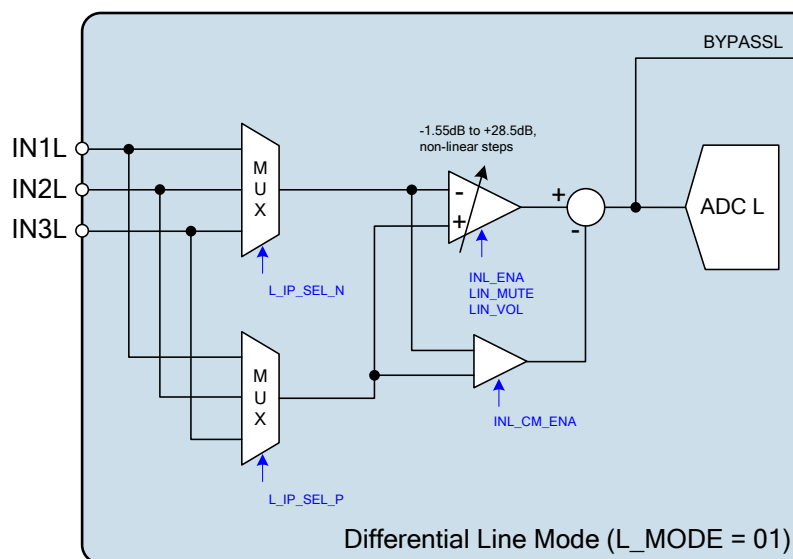 BYPASSL
-1.55dB to +28.5dB,
non-linear steps
IN1L
IN2L
IN3L
M
U
X
-
+
+
-
ADC L
L_IP_SEL_N
INL_ENA
LIN_MUTE
LIN_VOL
M
U
X
INL_CM_ENA
L_IP_SEL_P
Differential Line Mode (L_MODE = 01)